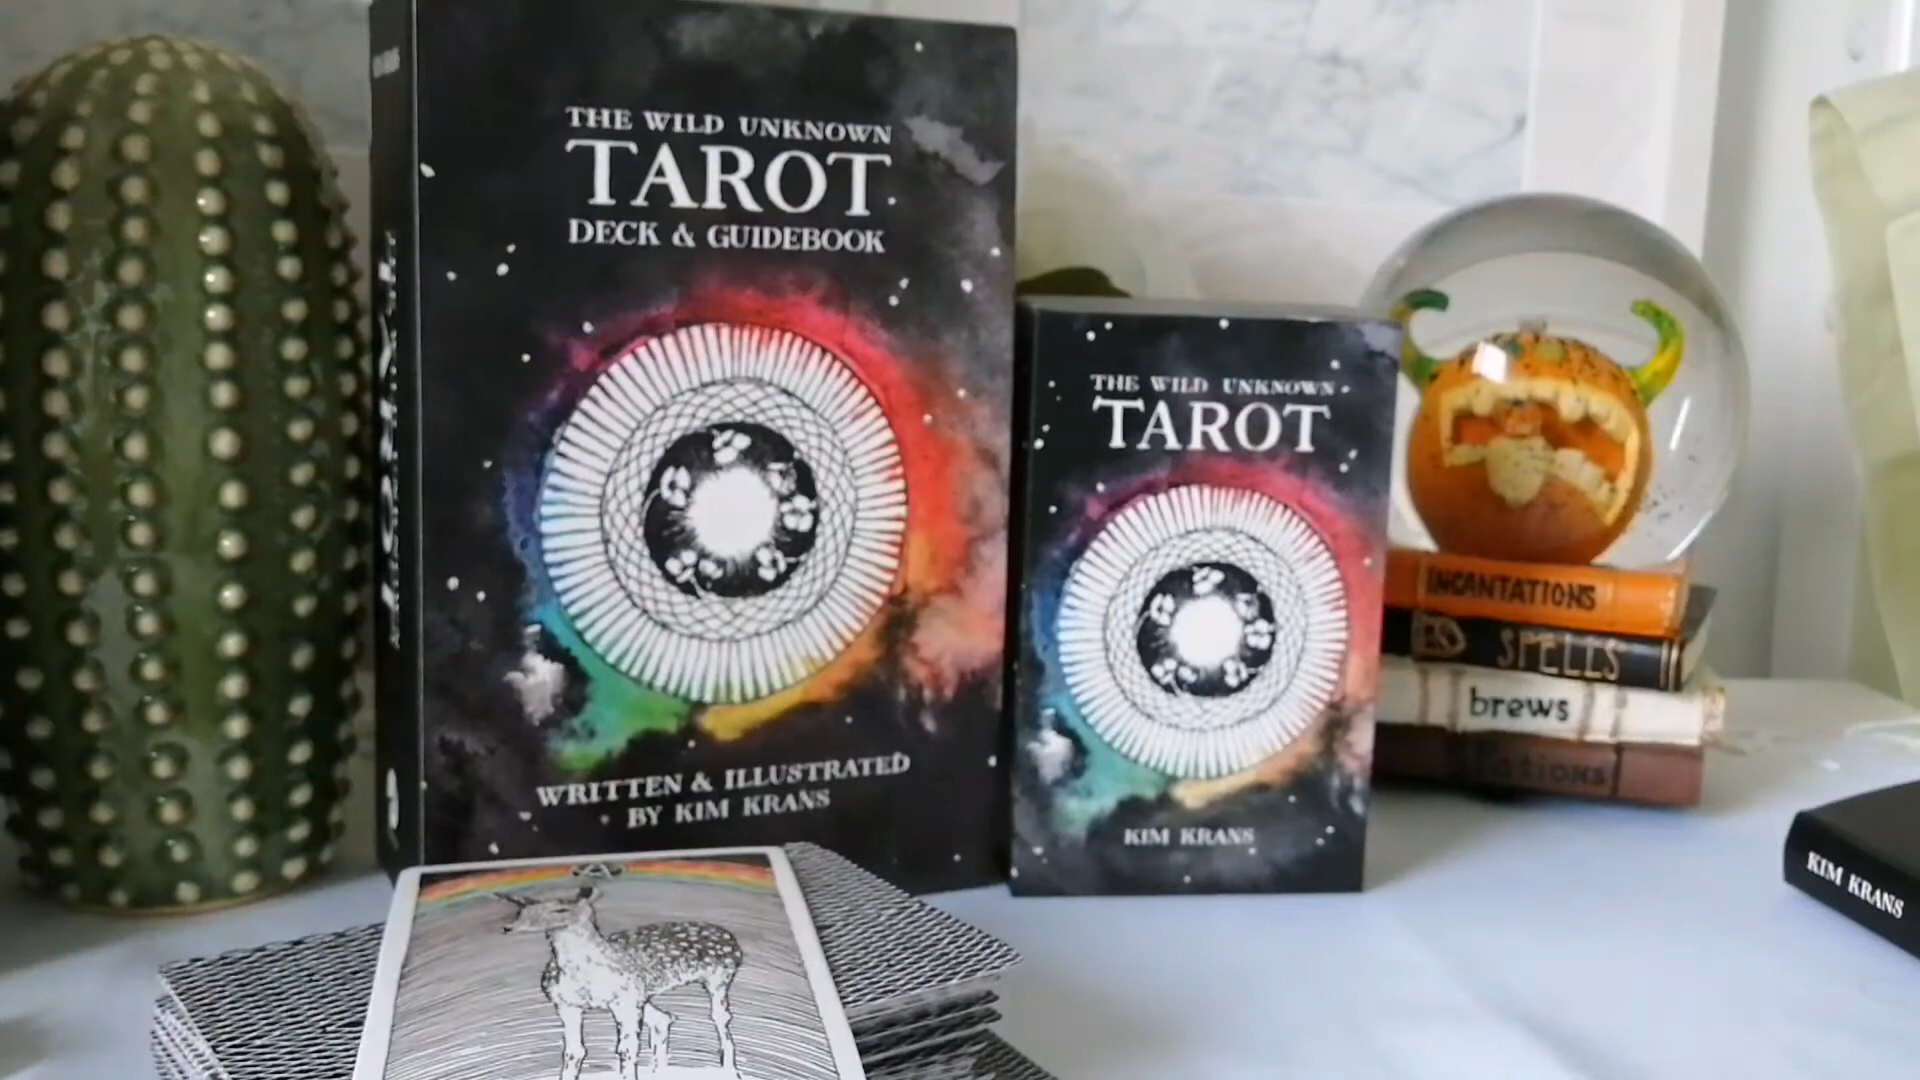 THE WILD UNKNOWN
TAROT
DECK & GUIDEBOOK
WRITTEN & ILLUSTRATED
BY KIM KRANS
THE WILD UNKNOWN
TAROT
KIM KRANS
INCANTATIONS
SPELLS
brews
KIM KRANS